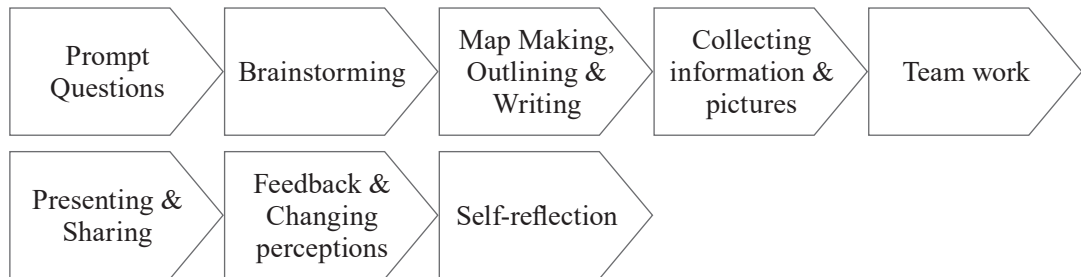 Prompt
Questions
Brainstorming
Map Making,
Outlining &
Writing
Collecting
information &
pictures
Team work
Presenting &
Sharing
Feedback &
Changing
perceptions
Self-reflection